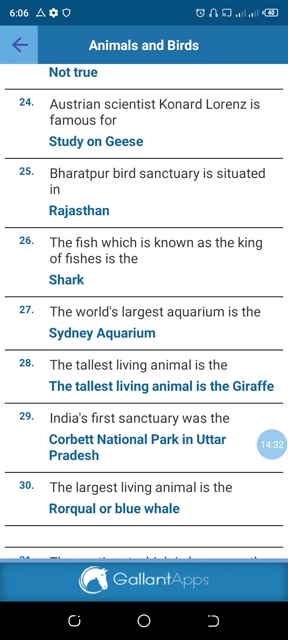 6:06
40
Animals and Birds
Not true
24. Austrian scientist Konard Lorenz is
famous for
Study on Geese
25. Bharatpur bird sanctuary is situated
in
Rajasthan
26. The fish which is known as the king
of fishes is the
Shark
27. The world's largest aquarium is the
Sydney Aquarium
28. The tallest living animal is the
The tallest living animal is the Giraffe
29. India's first sanctuary was the
Corbett National Park in Uttar
Pradesh
14:32
30. The largest living animal is the
Rorqual or blue whale
GallantApps